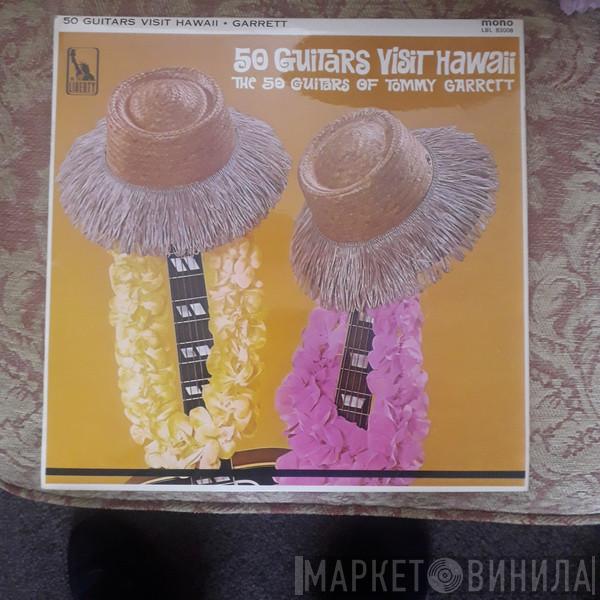 50 GUITARS VISIT HAWAII • GARRETT
mono
LBL 83008
LIBERTY
50 GUITARS VISIT HAWAII
THE 50 GUITARS OF TOMMY GARRETT
МАРКЕТ ВИНИЛА